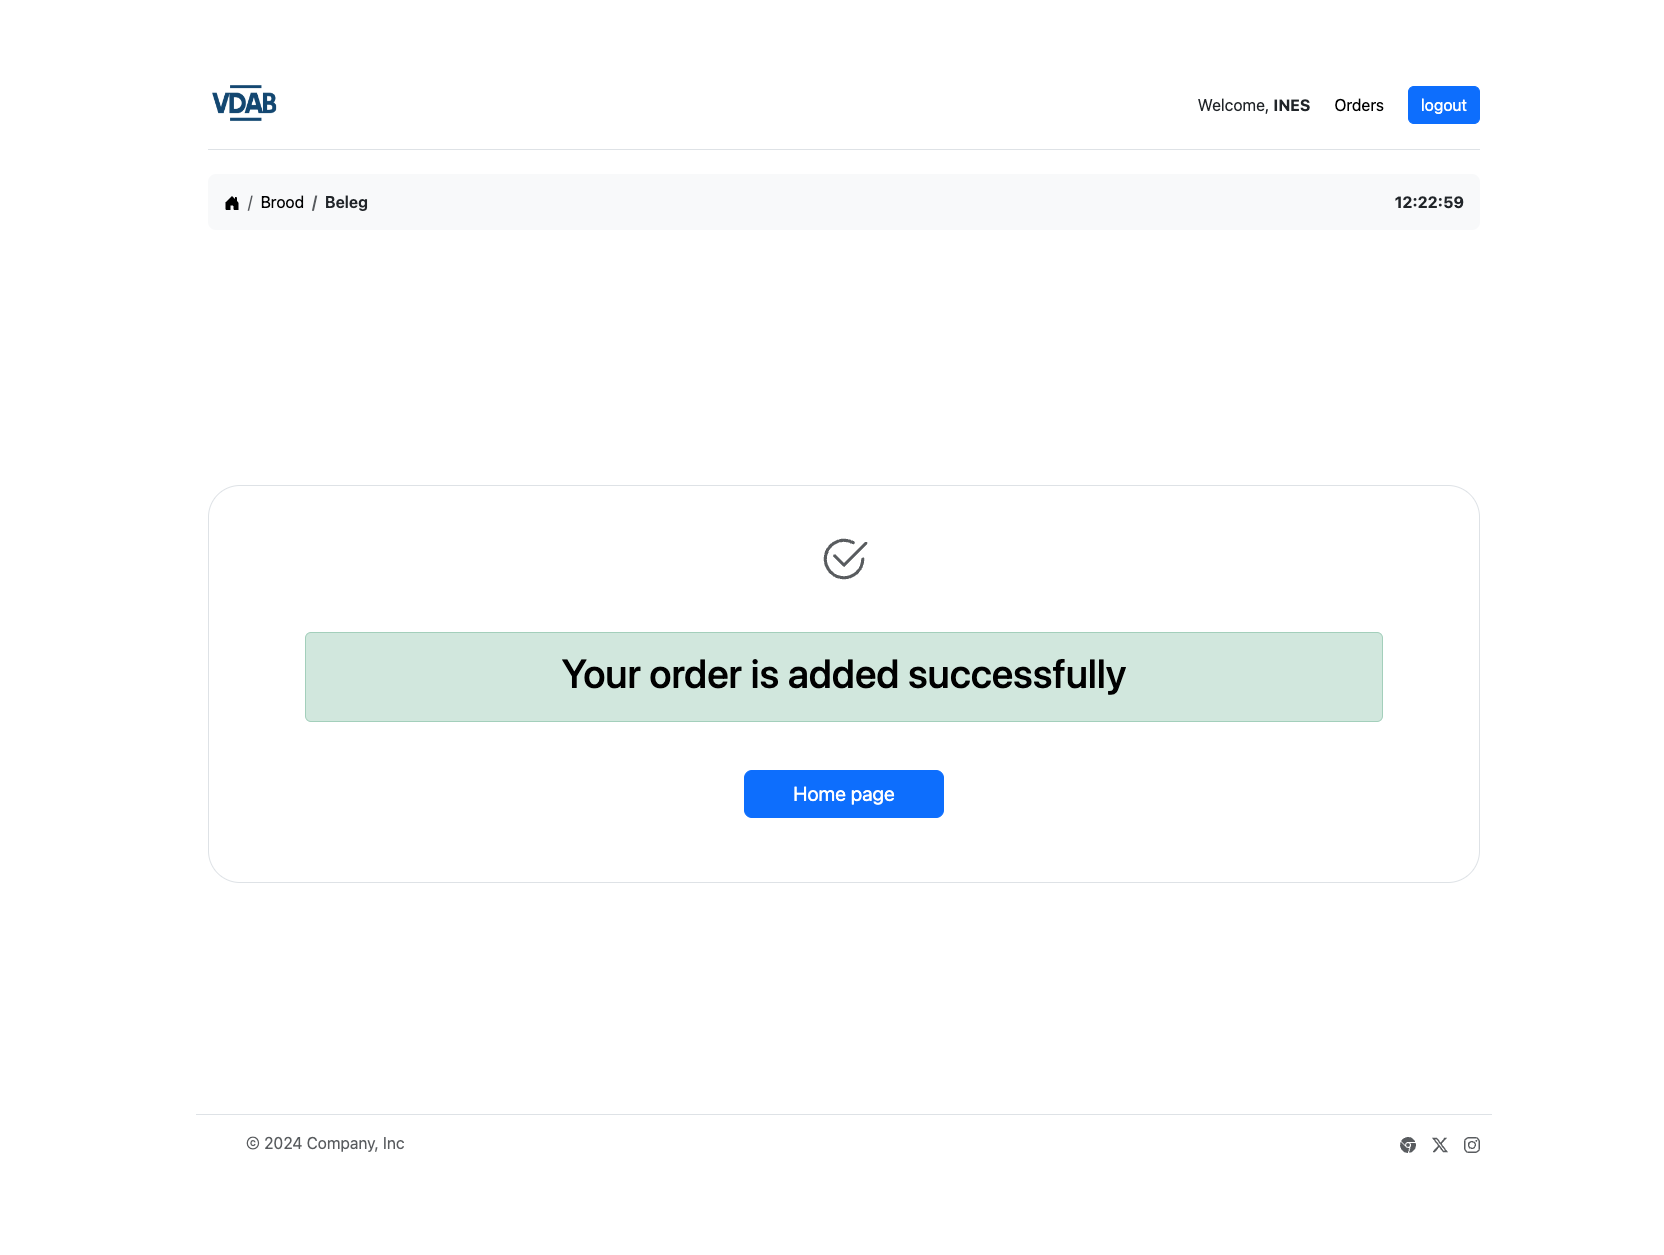 VDAB
Welcome, INES Orders logout
/ Brood / Beleg 12:22:59
Your order is added successfully
Home page
© 2024 Company, Inc